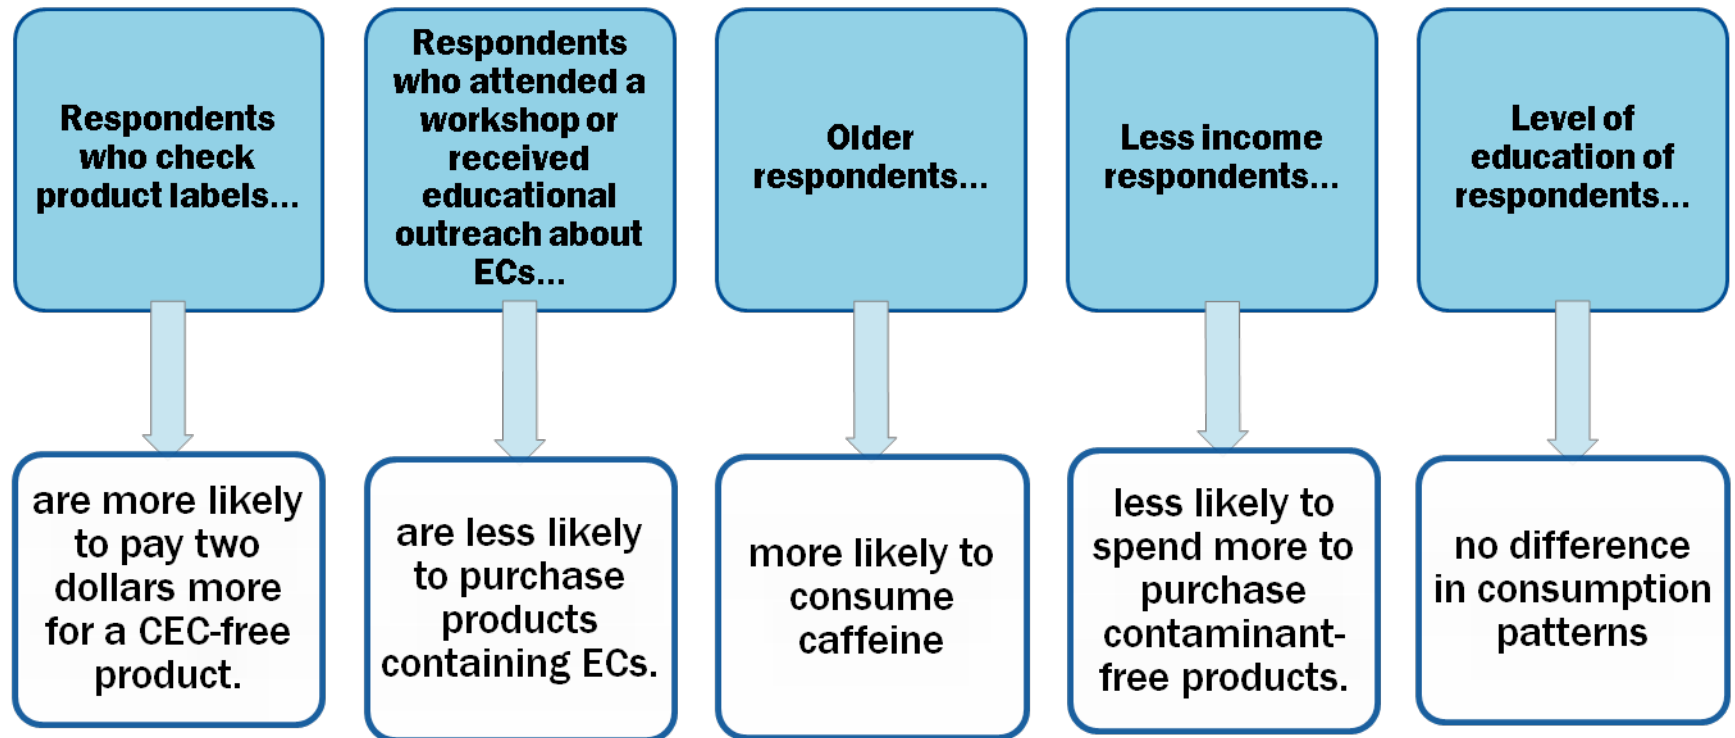 Respondents
who check
product labels...
are more likely
to pay two
dollars more
for a CEC-free
product.
Respondents
who attended a
workshop or
received
educational
outreach about
ECs...
are less likely
to purchase
products
containing ECs.
Older
respondents...
more likely to
consume
caffeine
Less income
respondents...
less likely to
spend more to
purchase
contaminant-
free products.
Level of
education of
respondents...
no difference
in consumption
patterns